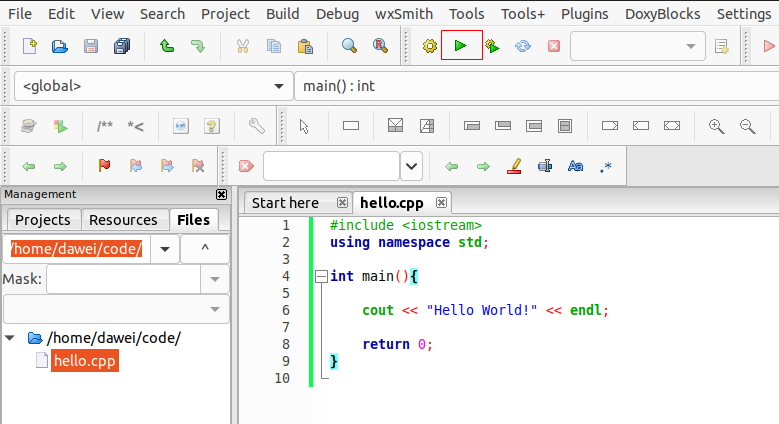 File Edit View Search Project Build Debug wxSmith Tools Tools+ Plugins DoxyBlocks Settings
<global> main() : int
/** *<
Management
Projects Resources Files
/home/dawei/code/ ^
Mask:
/home/dawei/code/
hello.cpp
Start here hello.cpp
1 #include <iostream>
2 using namespace std;
3
4 int main(){
5
6 cout << "Hello World!" << endl;
7
8 return 0;
9 }
10